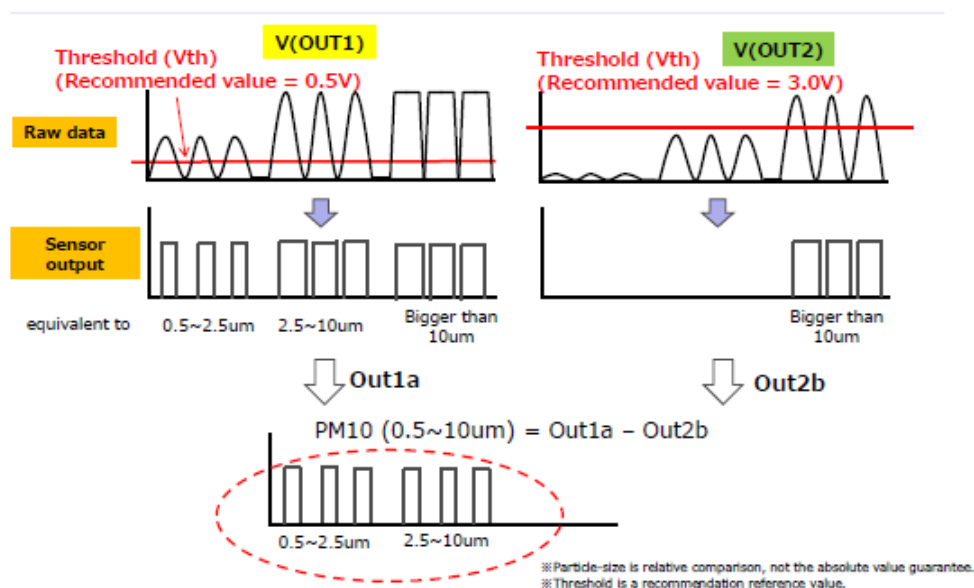 V(OUT1)
V(OUT2)
Threshold (Vth)
(Recommended value = 0.5V)
Threshold (Vth)
(Recommended value = 3.0V)
Raw data
Sensor
output
equivalent to
0.5~2.5um
2.5~10um
Bigger than
10um
Bigger than
10um
Out1a
Out2b
PM10 (0.5~10um) = Out1a – Out2b
0.5~2.5um
2.5~10um
※Particle-size is relative comparison, not the absolute value guarantee.
※Threshold is a recommendation reference value.